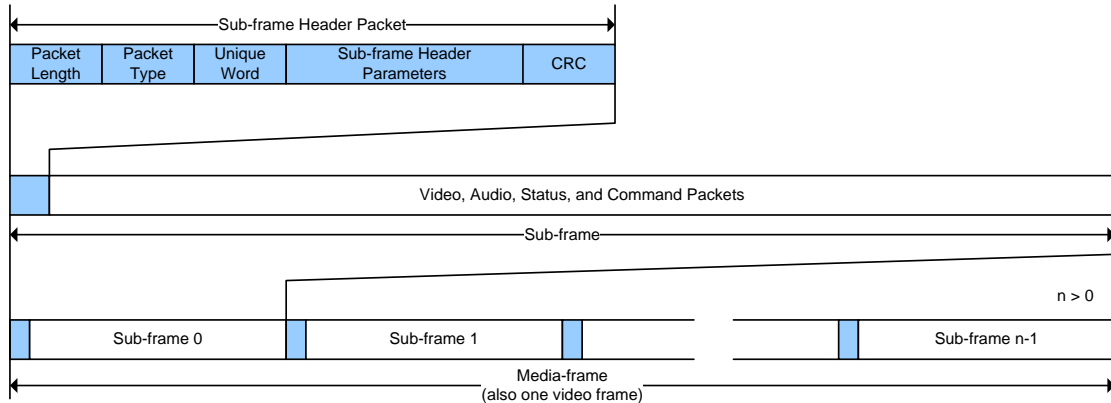 Sub-frame Header Packet
Packet Length
Packet Type
Unique Word
Sub-frame Header Parameters
CRC
Video, Audio, Status, and Command Packets
Sub-frame
n > 0
Sub-frame 0
Sub-frame 1
Sub-frame n-1
Media-frame
(also one video frame)